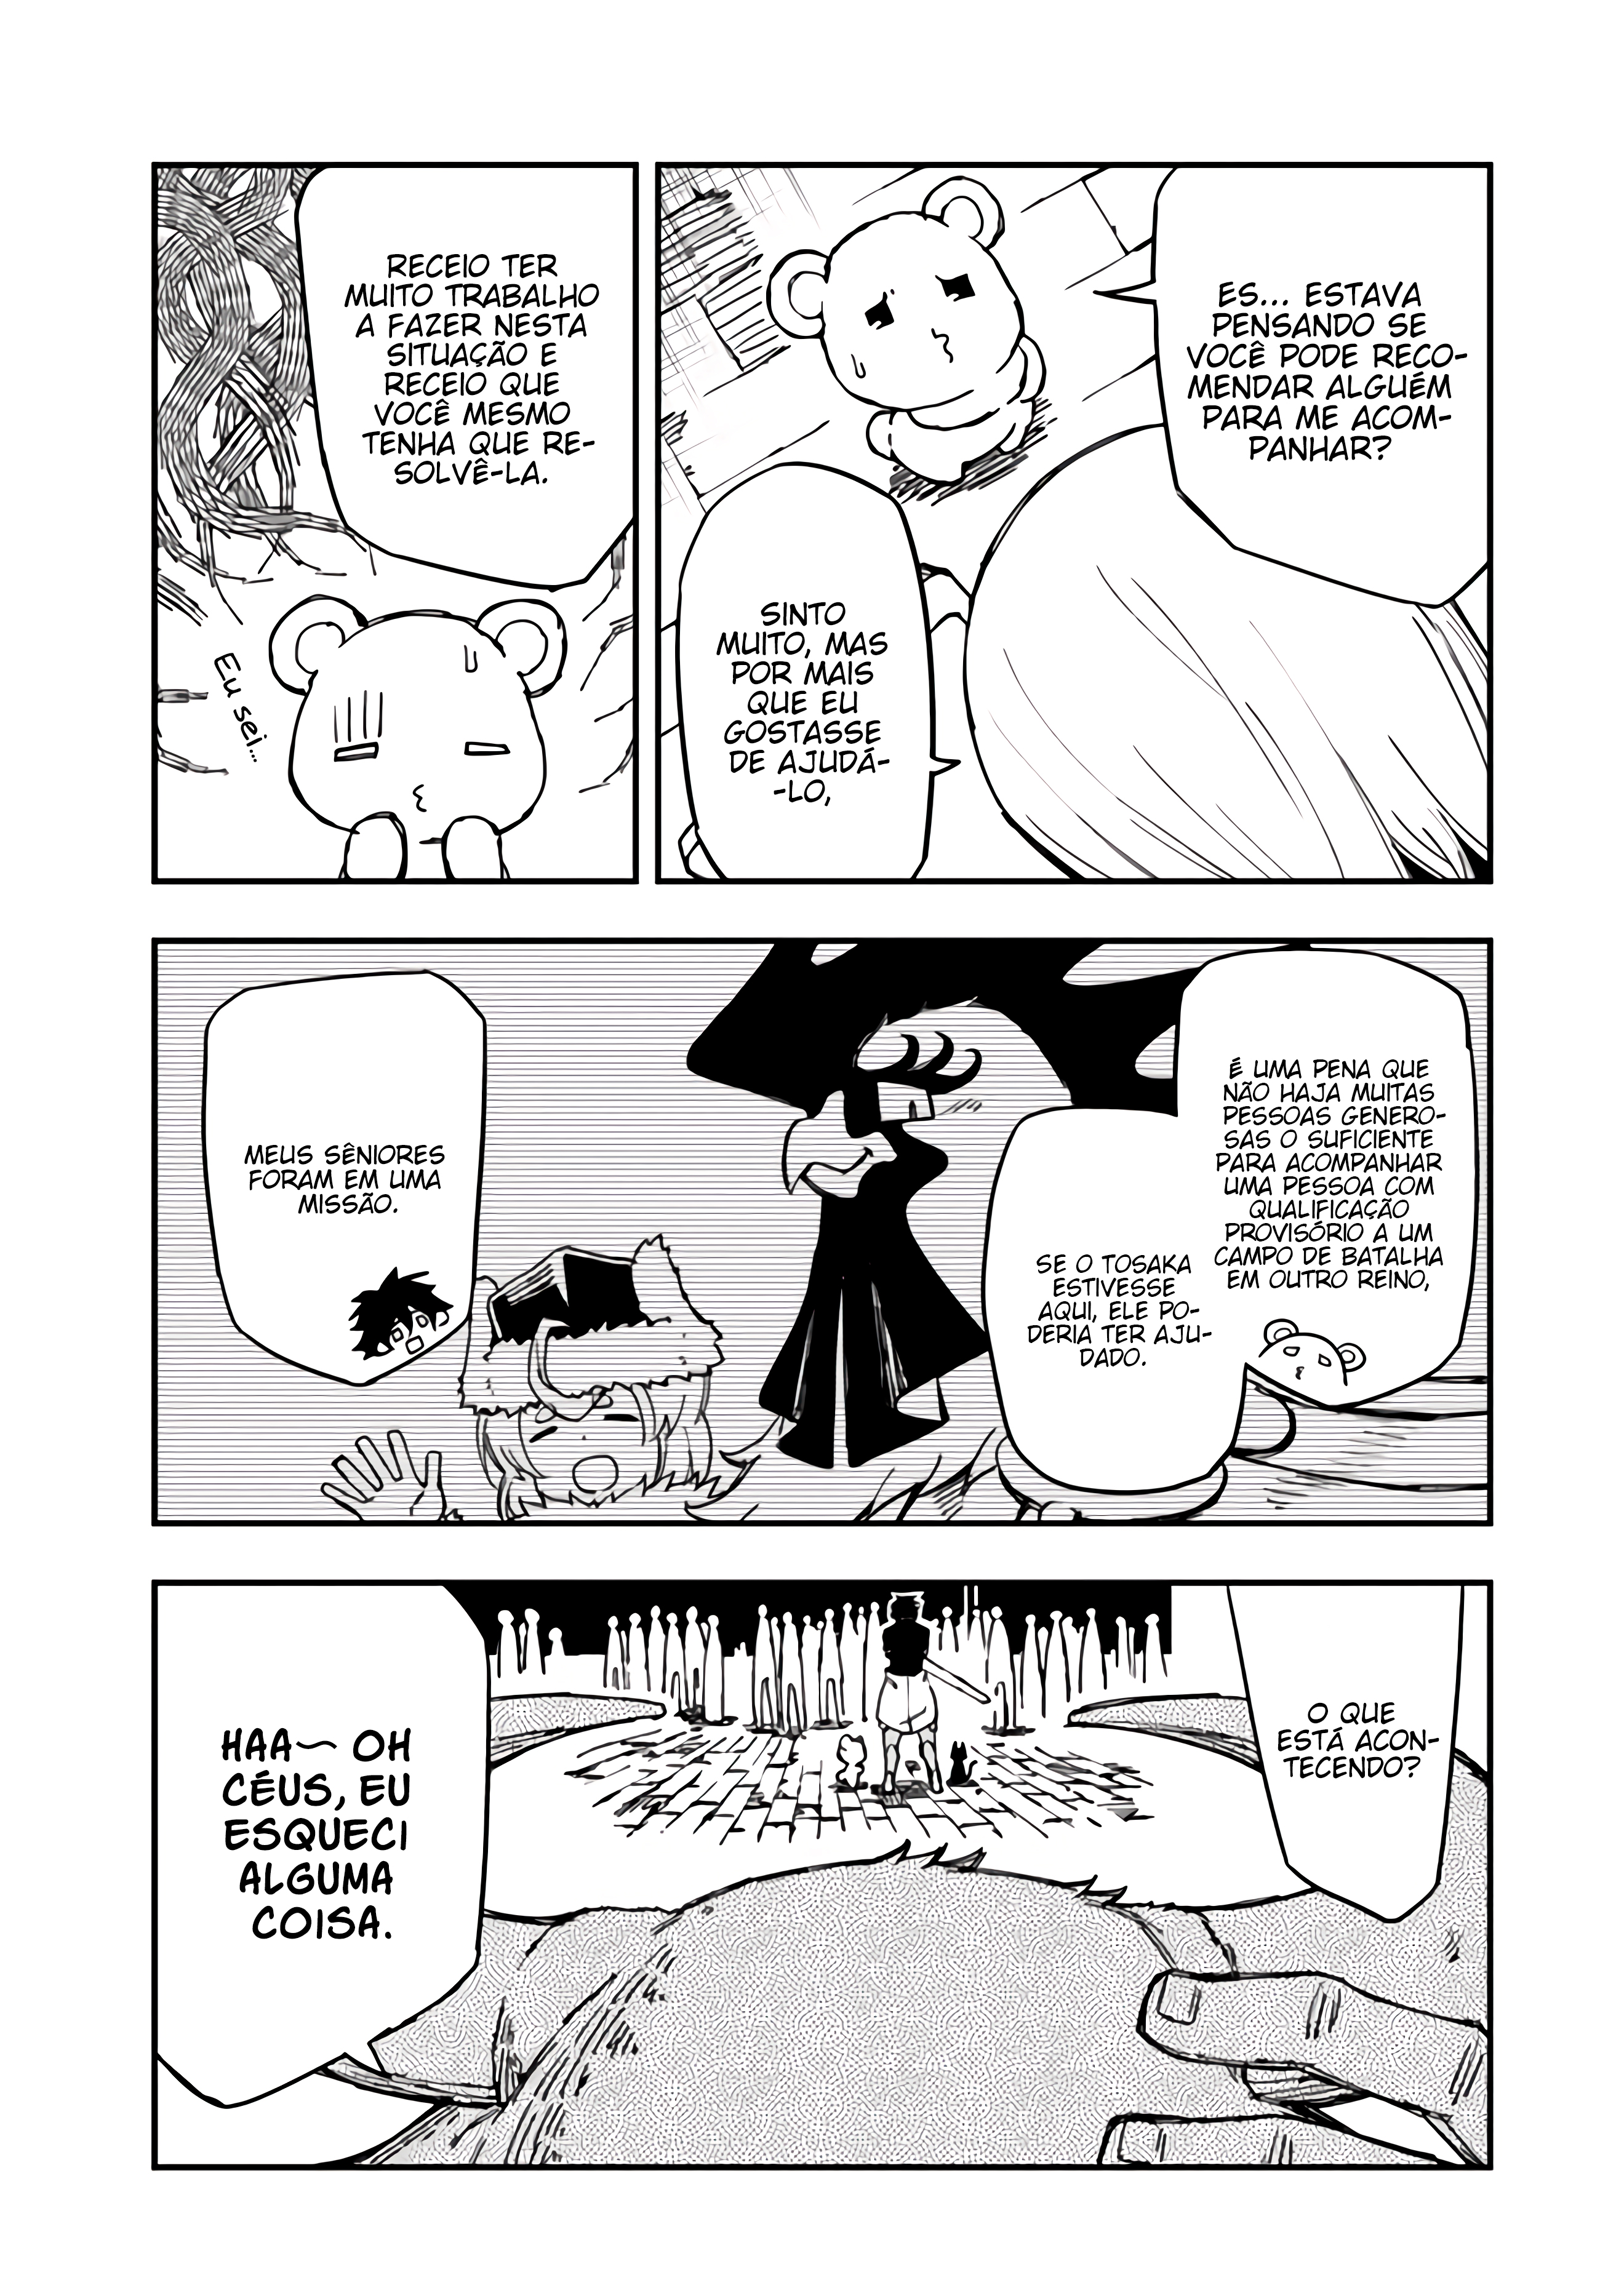 ES... ESTAVA
PENSANDO SE
VOCÊ PODE RECO-
MENDAR ALGUÉM
PARA ME ACOM-
PANHAR?
SINTO
MUITO, MAS
POR MAIS
QUE EU
GOSTASSE
DE AJUDÁ-
-LO,
RECEIO TER
MUITO TRABALHO
A FAZER NESTA
SITUAÇÃO E
RECEIO QUE
VOCÊ MESMO
TENHA QUE RE-
SOLVÊ-LA.
Eu sei...
É UMA PENA QUE
NÃO HAJA MUITAS
PESSOAS GENERO-
SAS O SUFICIENTE
PARA ACOMPANHAR
UMA PESSOA COM
QUALIFICAÇÃO
PROVISÓRIO A UM
CAMPO DE BATALHA
EM OUTRO REINO,
SE O TOSAKA
ESTIVESSE
AQUI, ELE PO-
DERIA TER AJU-
DADO.
MEUS SÊNIORES
FORAM EM UMA
MISSÃO.
O QUE
ESTÁ ACON-
TECENDO?
HAA~ OH
CÉUS, EU
ESQUECI
ALGUMA
COISA.